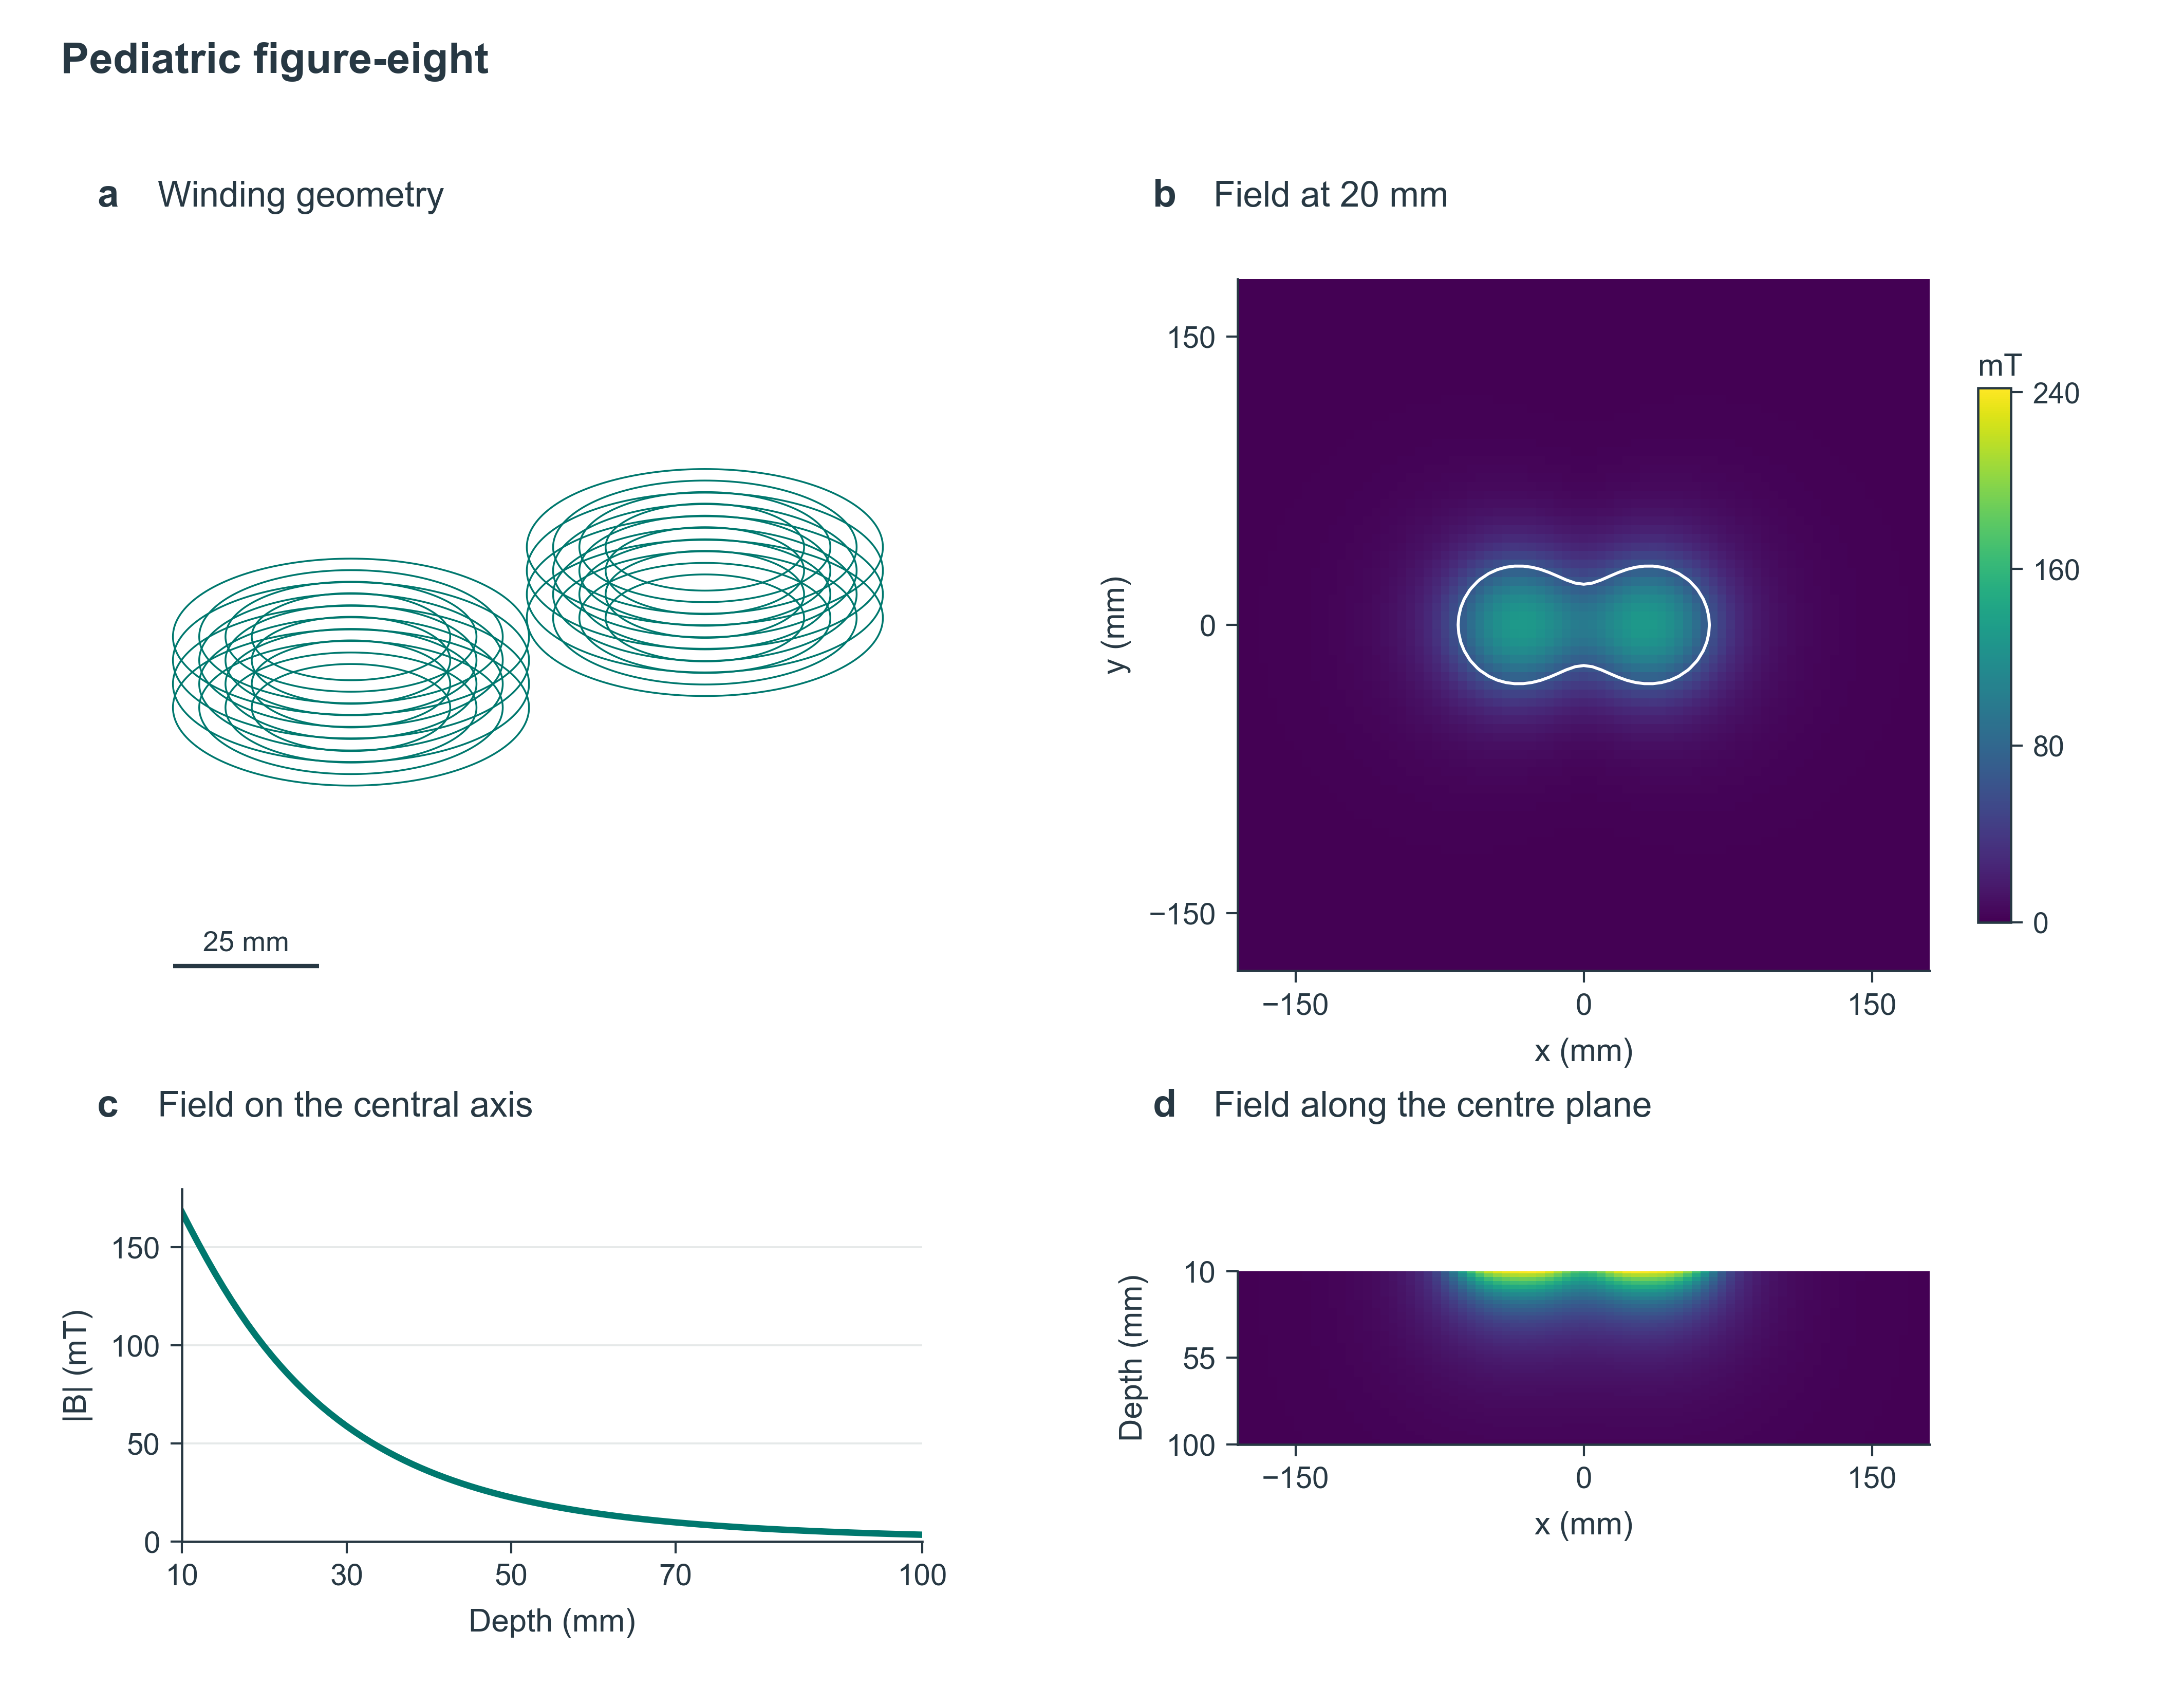 Pediatric figure-eight
a Winding geometry
25 mm
b Field at 20 mm
y (mm)
150
0
−150
−150 0 150
x (mm)
mT
240
160
80
0
c Field on the central axis
|B| (mT)
150
100
50
0
10 30 50 70 100
Depth (mm)
d Field along the centre plane
Depth (mm)
10
55
100
−150 0 150
x (mm)